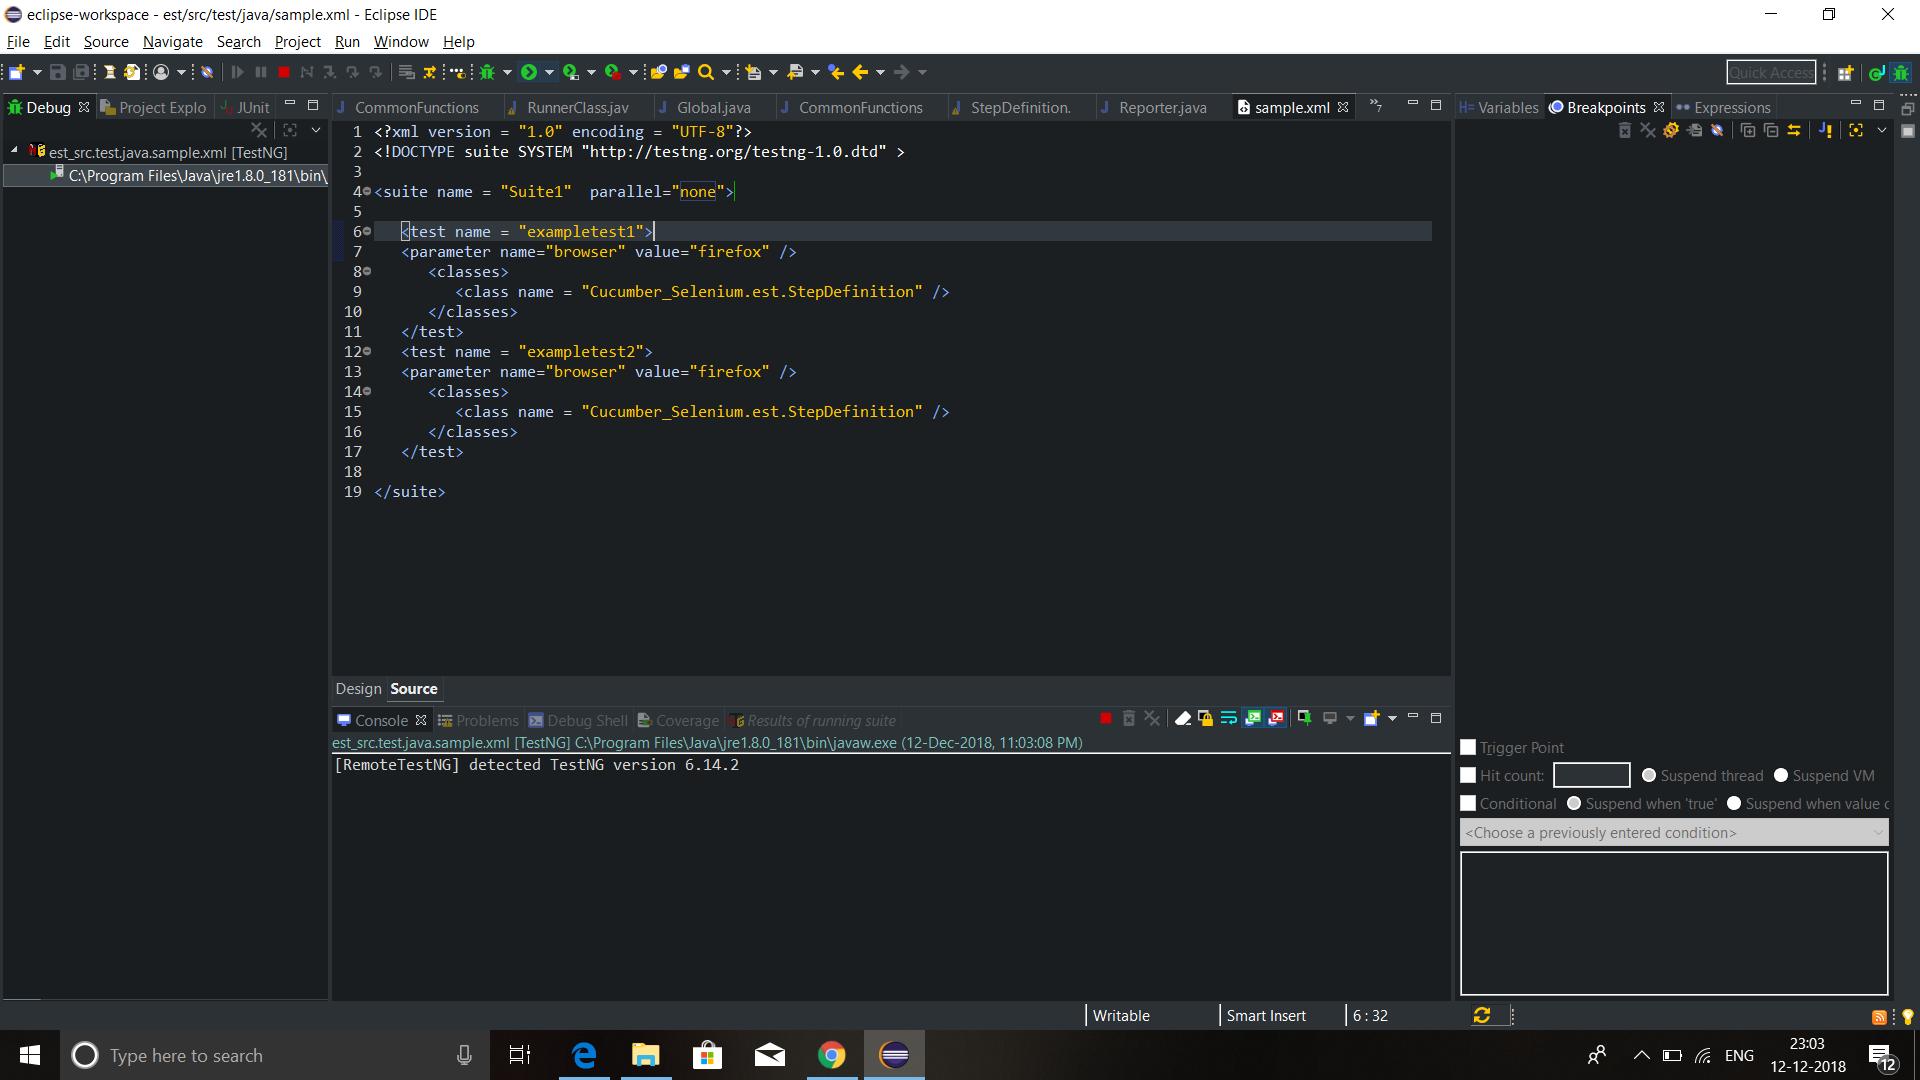 eclipse-workspace - est/src/test/java/sample.xml - Eclipse IDE
File Edit Source Navigate Search Project Run Window Help
Quick Access
Debug Project Explo JUnit
CommonFunctions RunnerClass.jav Global.java CommonFunctions StepDefinition. Reporter.java sample.xml 7
Variables Breakpoints Expressions
est_src.test.java.sample.xml [TestNG]
C:\Program Files\Java\jre1.8.0_181\bin\
1 <?xml version = "1.0" encoding = "UTF-8"?>
2 <!DOCTYPE suite SYSTEM "http://testng.org/testng-1.0.dtd" >
3
4 <suite name = "Suite1"  parallel="none">
5
6 <test name = "exampletest1">
7 <parameter name="browser" value="firefox" />
8 <classes>
9 <class name = "Cucumber_Selenium.est.StepDefinition" />
10 </classes>
11 </test>
12 <test name = "exampletest2">
13 <parameter name="browser" value="firefox" />
14 <classes>
15 <class name = "Cucumber_Selenium.est.StepDefinition" />
16 </classes>
17 </test>
18
19 </suite>
Design Source
Console Problems Debug Shell Coverage Results of running suite
est_src.test.java.sample.xml [TestNG] C:\Program Files\Java\jre1.8.0_181\bin\javaw.exe (12-Dec-2018, 11:03:08 PM)
[RemoteTestNG] detected TestNG version 6.14.2
Trigger Point
Hit count: Suspend thread Suspend VM
Conditional Suspend when 'true' Suspend when value c
<Choose a previously entered condition>
Writable Smart Insert 6 : 32
Type here to search
ENG
23:03
12-12-2018
12